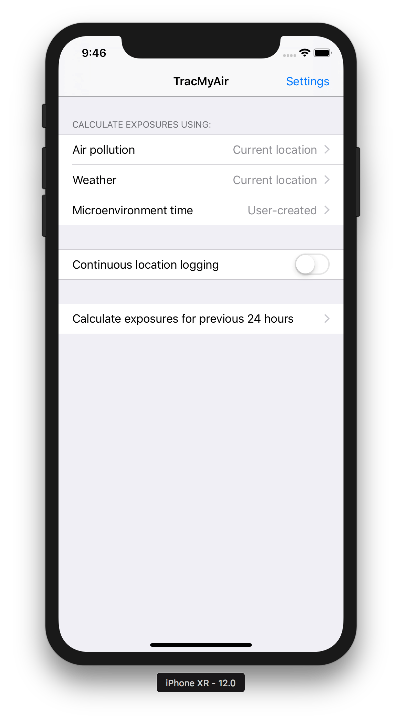 9:46
TracMyAir Settings
CALCULATE EXPOSURES USING:
Air pollution Current location
Weather Current location
Microenvironment time User-created
Continuous location logging
Calculate exposures for previous 24 hours
iPhone XR - 12.0